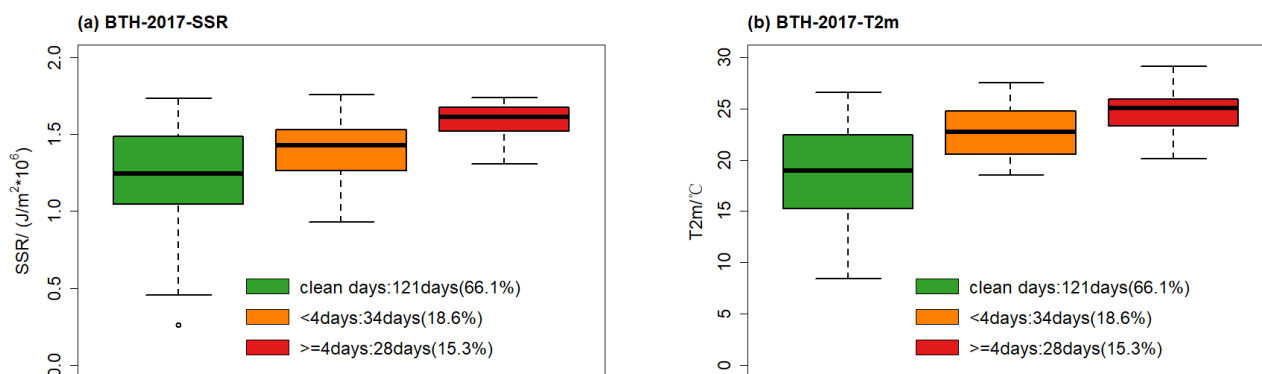 (a) BTH-2017-SSR
SSR/ (J/m²*10⁶)
2.0
1.5
1.0
0.5
0.0
clean days:121days(66.1%)
<4days:34days(18.6%)
>=4days:28days(15.3%)
(b) BTH-2017-T2m
T2m/℃
30
25
20
15
10
5
0
clean days:121days(66.1%)
<4days:34days(18.6%)
>=4days:28days(15.3%)